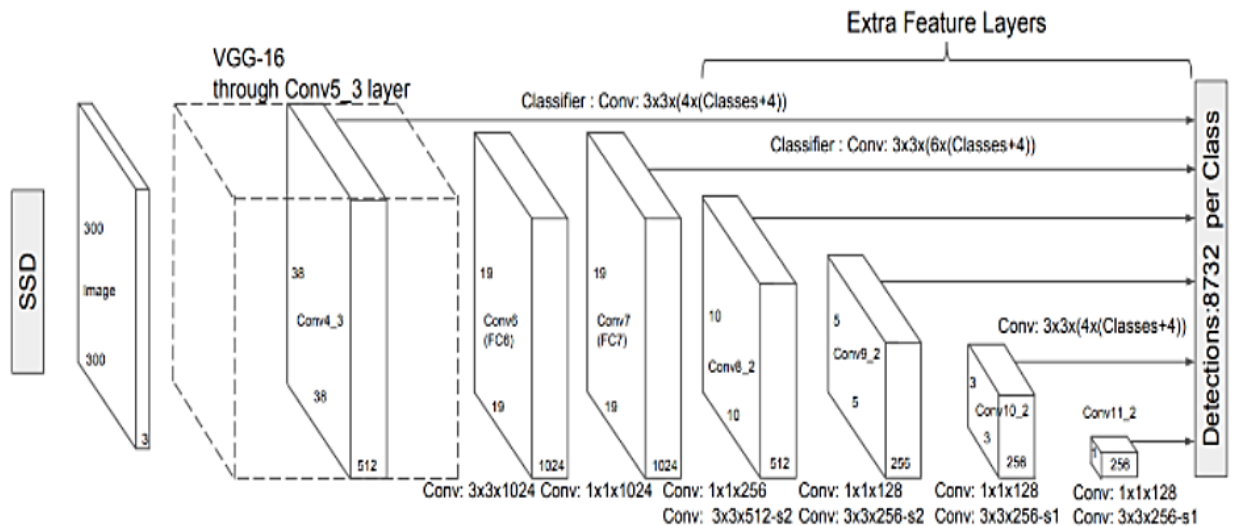 Extra Feature Layers
VGG-16
through Conv5_3 layer
Classifier : Conv: 3x3x(4x(Classes+4))
Classifier : Conv: 3x3x(6x(Classes+4))
SSD
300
Image
300
3
38
Conv4_3
38
512
19
Conv6
(FC6)
19
1024
19
Conv7
(FC7)
19
1024
10
Conv8_2
10
512
5
Conv9_2
5
256
Conv: 3x3x(4x(Classes+4))
3
Conv10_2
3
256
Conv11_2
1
256
Detections:8732 per Class
Conv: 3x3x1024
Conv: 1x1x1024
Conv: 1x1x256
Conv: 3x3x512-s2
Conv: 1x1x128
Conv: 3x3x256-s2
Conv: 1x1x128
Conv: 3x3x256-s1
Conv: 1x1x128
Conv: 3x3x256-s1